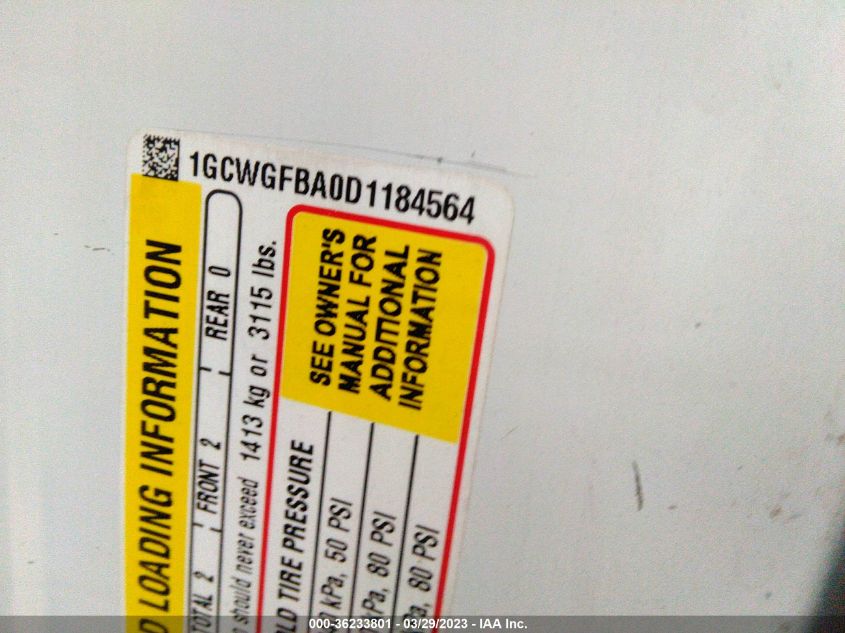 1GCWGFBA0D1184564
LOADING INFORMATION
TOTAL 2 FRONT 2 REAR 0
should never exceed 1413 kg or 3115 lbs.
TIRE PRESSURE
SEE OWNER'S
MANUAL FOR
ADDITIONAL
INFORMATION
kPa, 50 PSI
kPa, 80 PSI
80 PSI
000-36233801 - 03/29/2023 - IAA Inc.